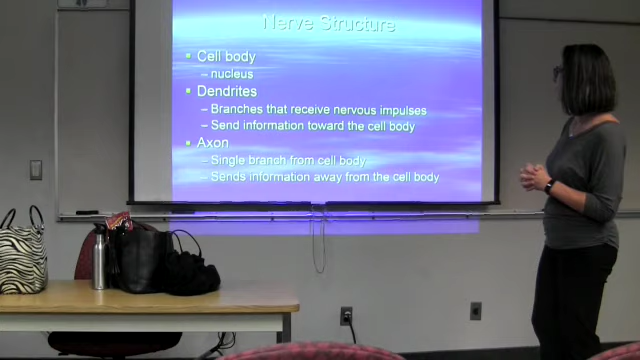 Nerve Structure
Cell body
– nucleus
Dendrites
– Branches that receive nervous impulses
– Send information toward the cell body
Axon
– Single branch from cell body
– Sends information away from the cell body